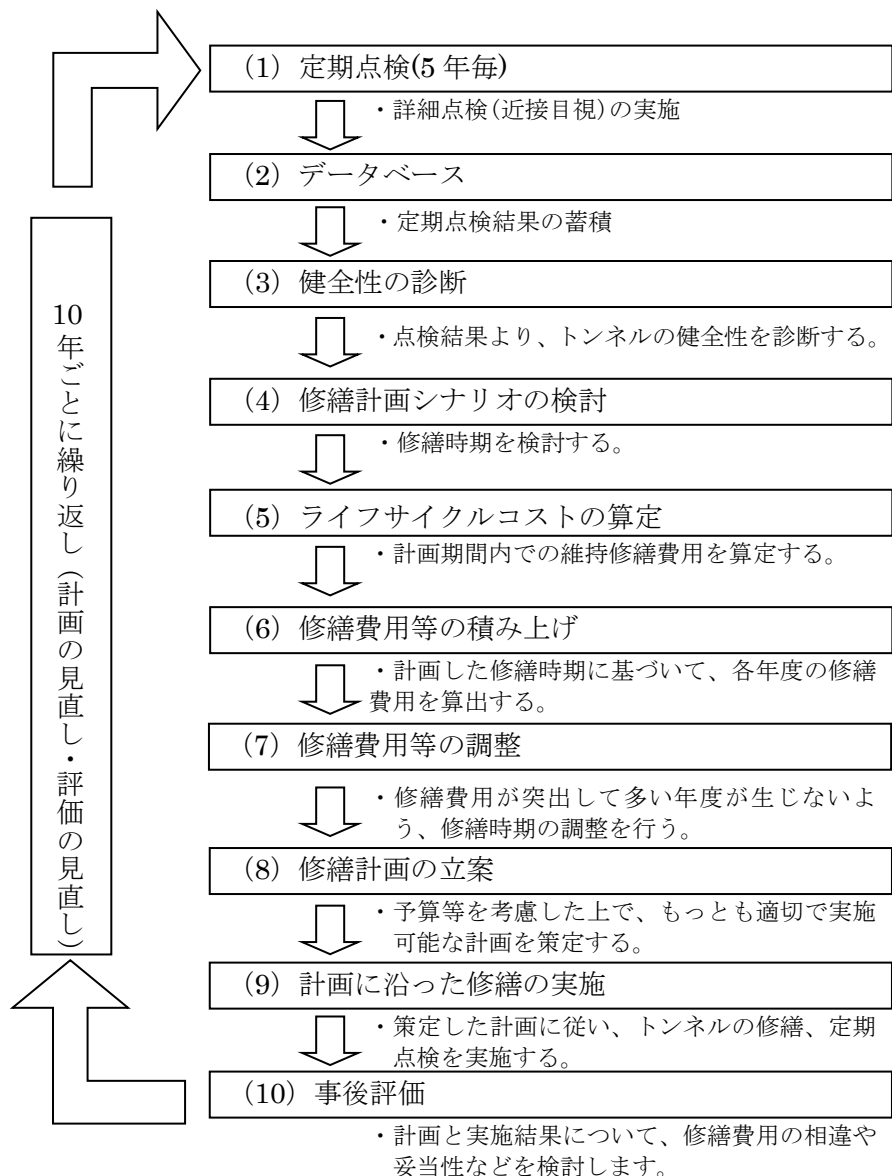 (1) 定期点検(5 年毎)
・詳細点検(近接目視)の実施
(2) データベース
・定期点検結果の蓄積
(3) 健全性の診断
・点検結果より、トンネルの健全性を診断する。
(4) 修繕計画シナリオの検討
・修繕時期を検討する。
(5) ライフサイクルコストの算定
・計画期間内での維持修繕費用を算定する。
(6) 修繕費用等の積み上げ
・計画した修繕時期に基づいて、各年度の修繕
費用を算出する。
(7) 修繕費用等の調整
・修繕費用が突出して多い年度が生じないよ
う、修繕時期の調整を行う。
(8) 修繕計画の立案
・予算等を考慮した上で、もっとも適切で実施
可能な計画を策定する。
(9) 計画に沿った修繕の実施
・策定した計画に従い、トンネルの修繕、定期
点検を実施する。
(10) 事後評価
・計画と実施結果について、修繕費用の相違や
妥当性などを検討します。
10年ごとに繰り返し(計画の見直し・評価の見直し)